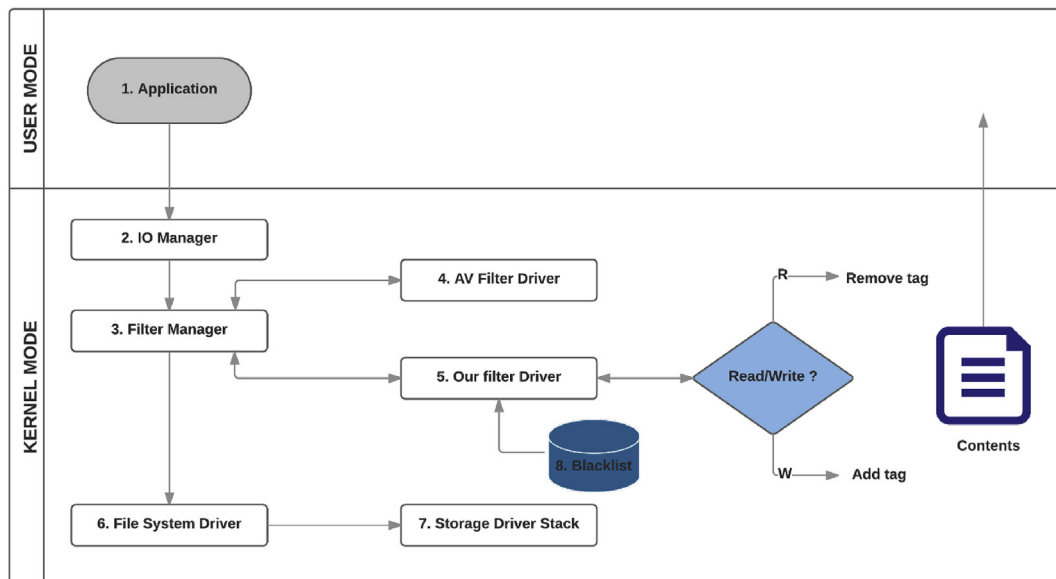 USER MODE
1. Application
KERNEL MODE
2. IO Manager
3. Filter Manager
4. AV Filter Driver
5. Our filter Driver
8. Blacklist
6. File System Driver
7. Storage Driver Stack
Read/Write ?
R
Remove tag
W
Add tag
Contents